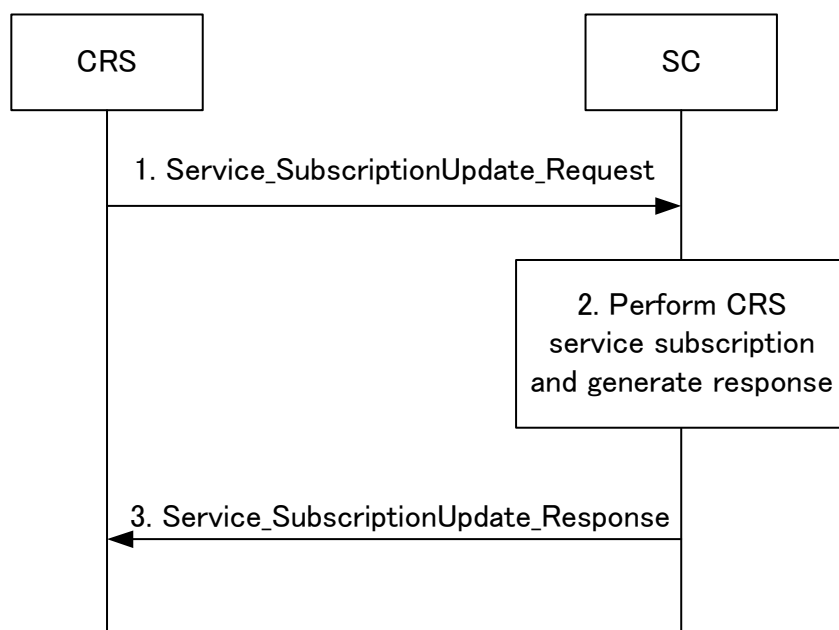 CRS
SC
1. Service_SubscriptionUpdate_Request
2. Perform CRS
service subscription
and generate response
3. Service_SubscriptionUpdate_Response